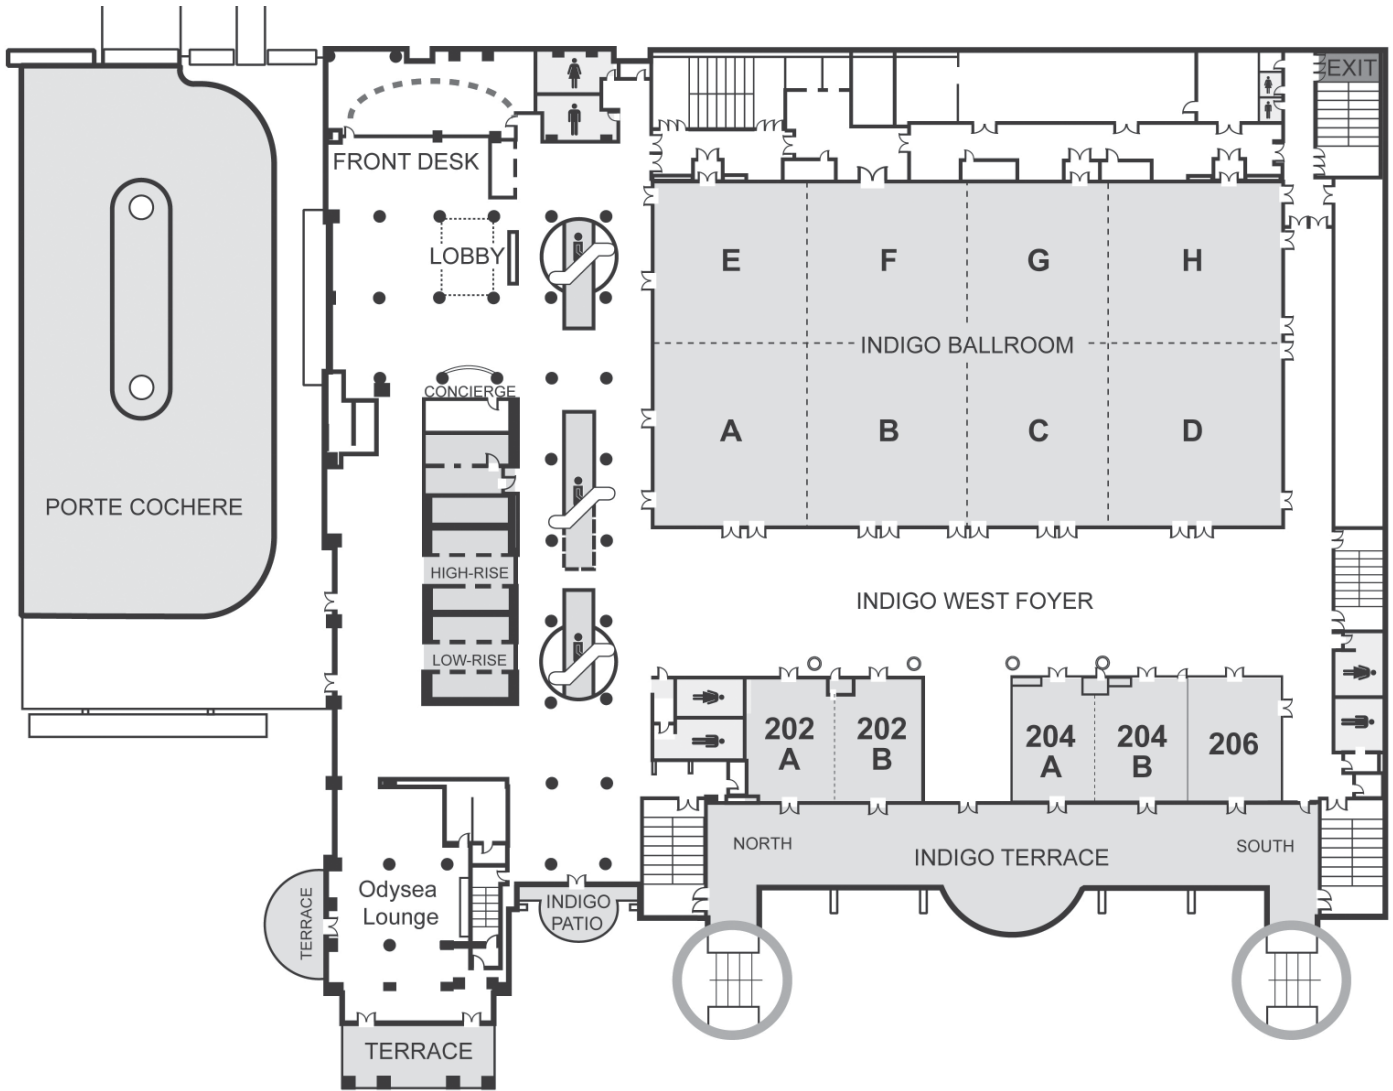 EXIT
FRONT DESK
LOBBY
E
F
G
H
INDIGO BALLROOM
CONCIERGE
A
B
C
D
PORTE COCHERE
HIGH-RISE
INDIGO WEST FOYER
LOW-RISE
202
A
202
B
204
A
204
B
206
NORTH
SOUTH
INDIGO TERRACE
Odysea
Lounge
TERRACE
INDIGO
PATIO
TERRACE